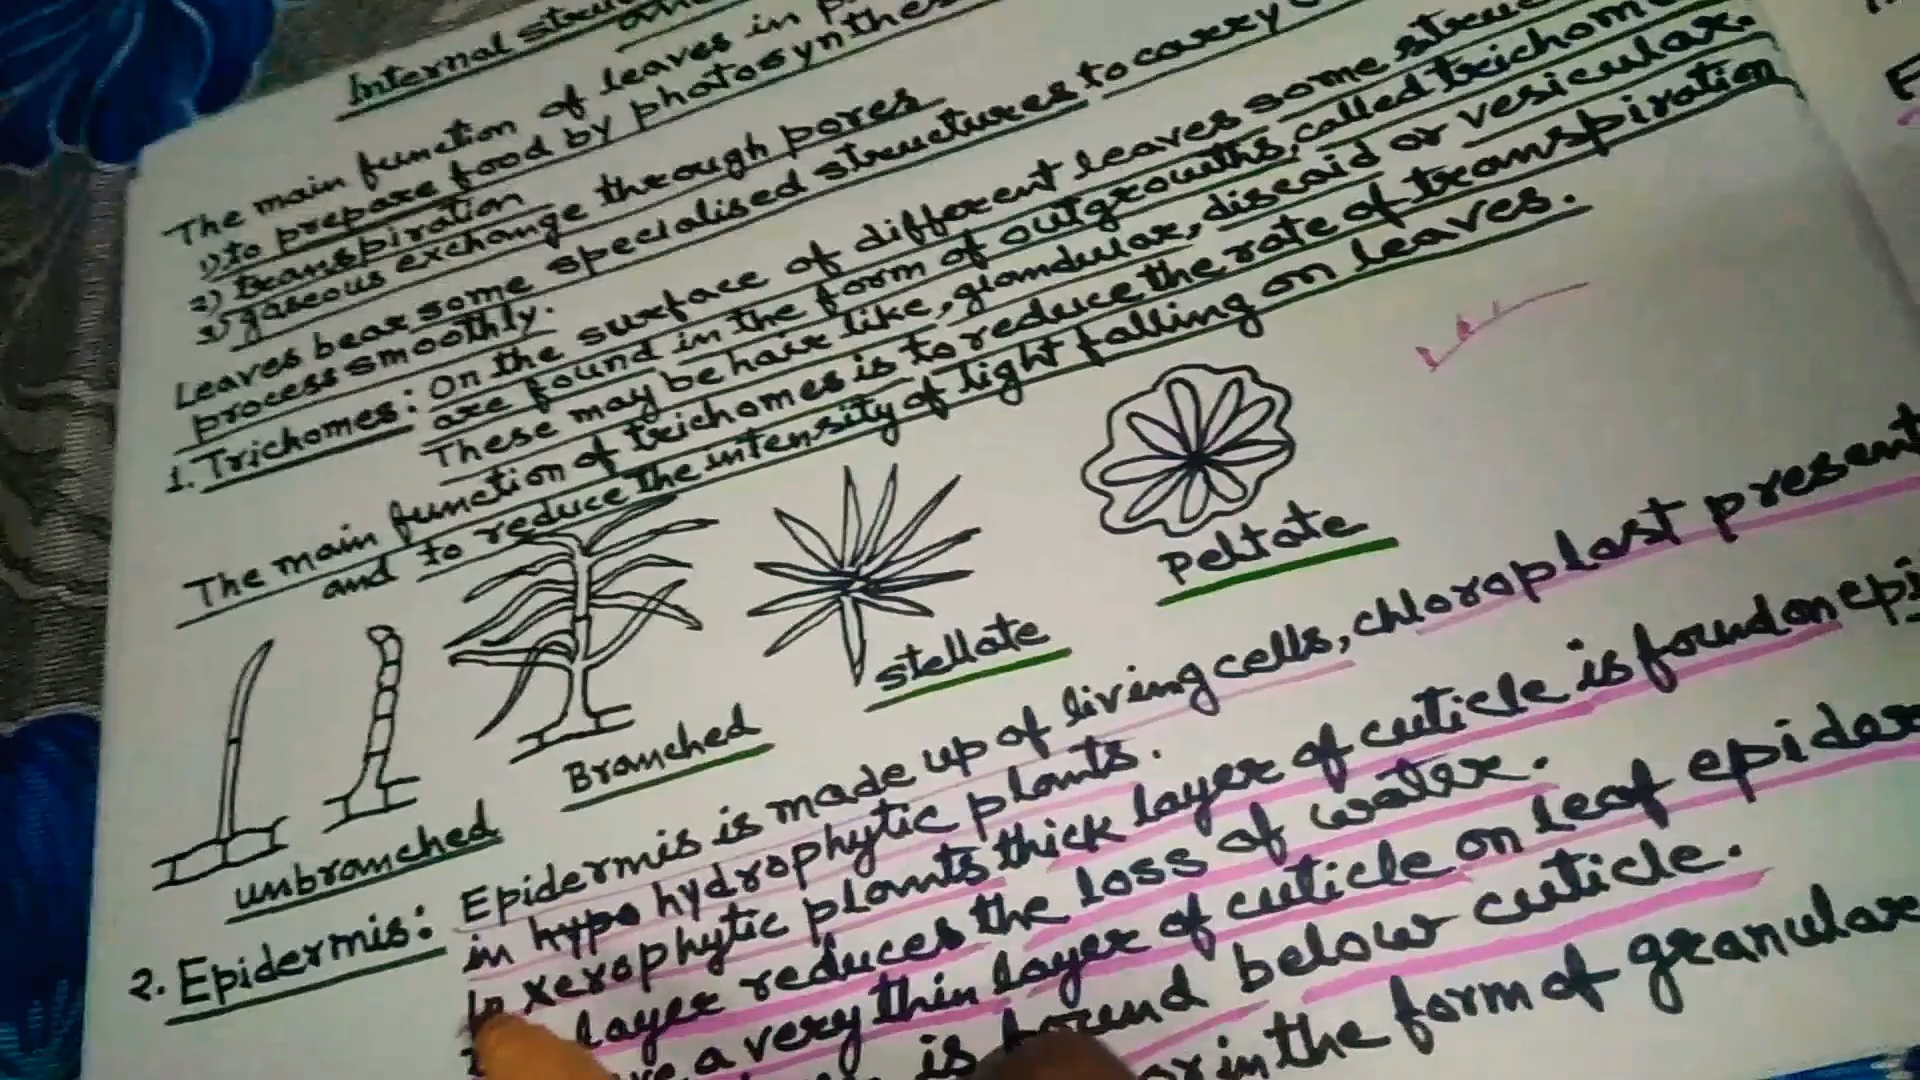 Internal
The main function of leaves in
1) to prepare food by
2) transpiration
3) gaseous exchange through pores
Leaves bear some specialised structures to carry
process smoothly.
1. Trichomes: On the surface of different leaves some
are found in the form of outgrowths, called
These may be hair like, glandular, discoid or vesicular.
The main function of trichomes is to reduce the rate of transpiration
and to reduce the intensity of light falling on leaves.
Peltate
stellate
Branched
unbranched
2. Epidermis: Epidermis is made up of living cells, chloroplast present
in hypo hydrophytic plants.
In xerophytic plants thick layer of cuticle is found on epi
layer reduces the loss of water.
a very thin layer of cuticle on leaf
is found below cuticle.
or in the form of granular